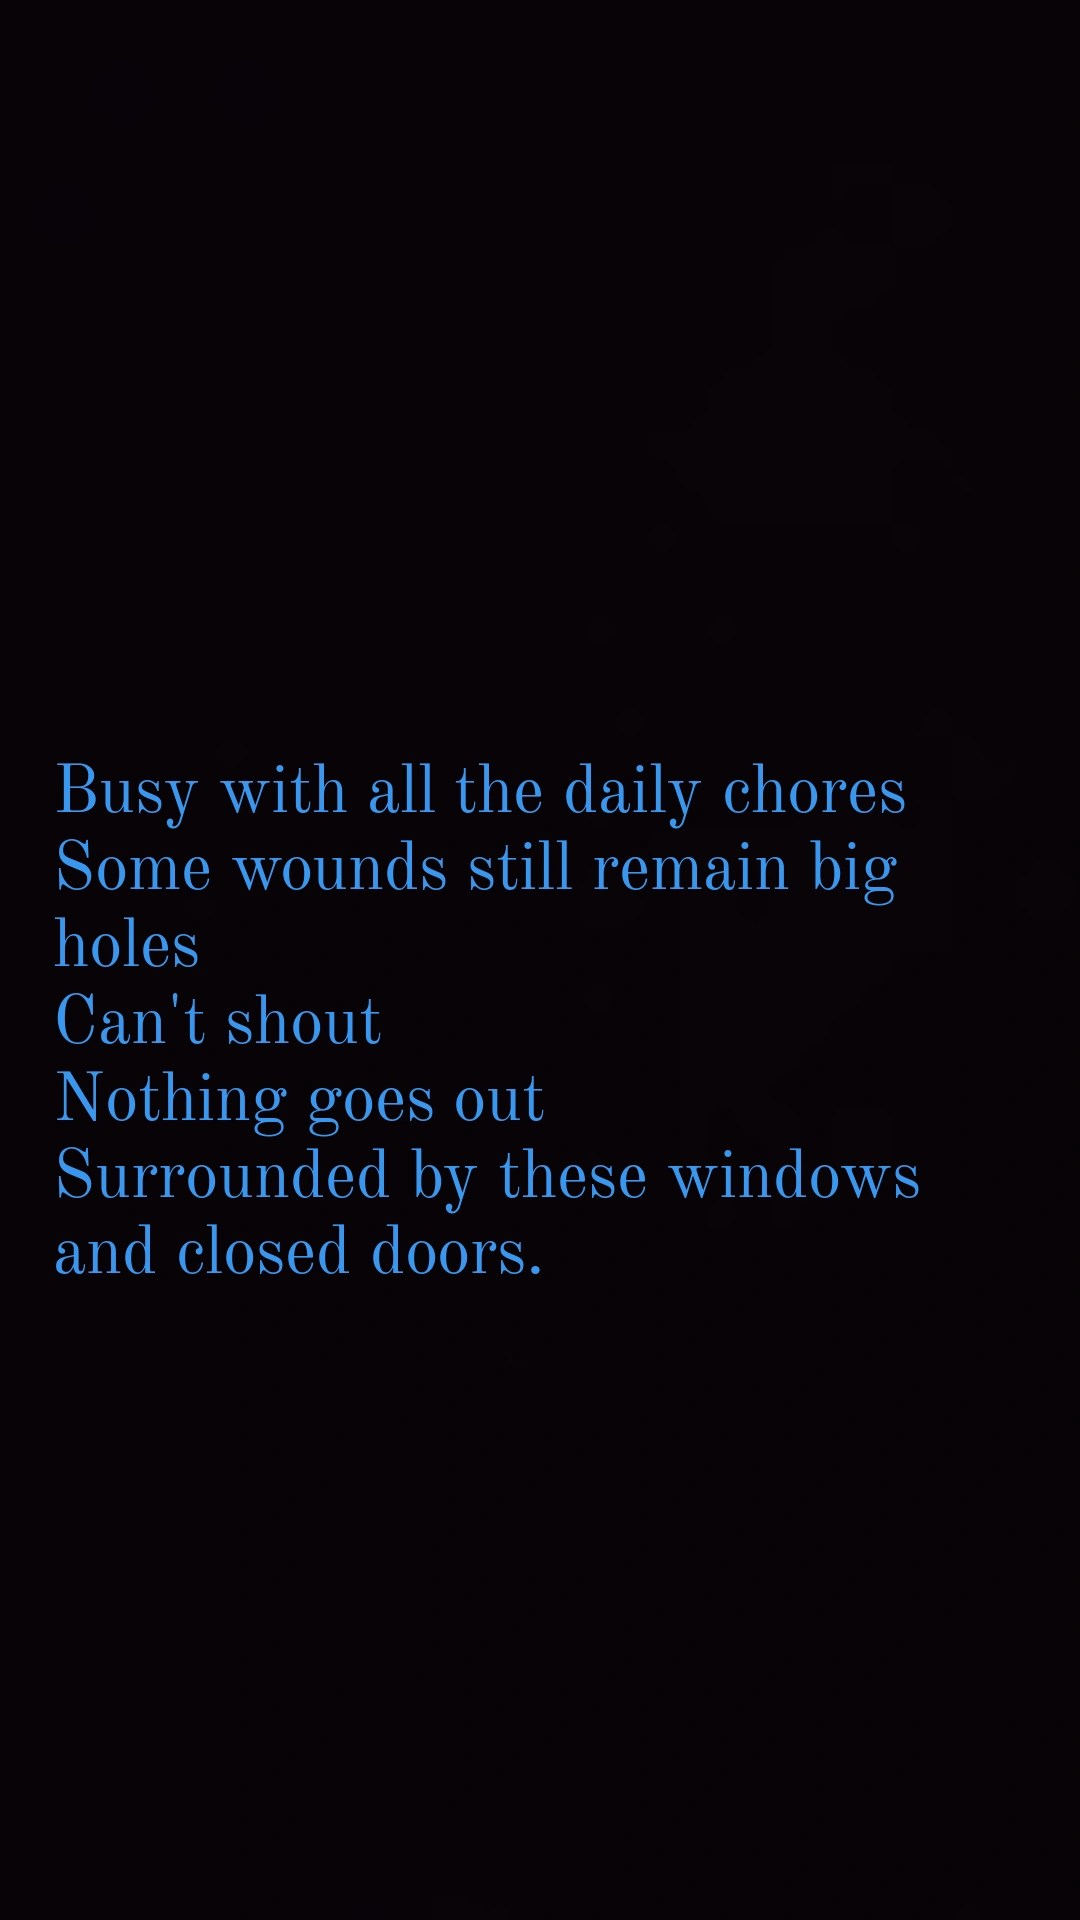 Busy with all the daily chores
Some wounds still remain big
holes
Can't shout
Nothing goes out
Surrounded by these windows
and closed doors.